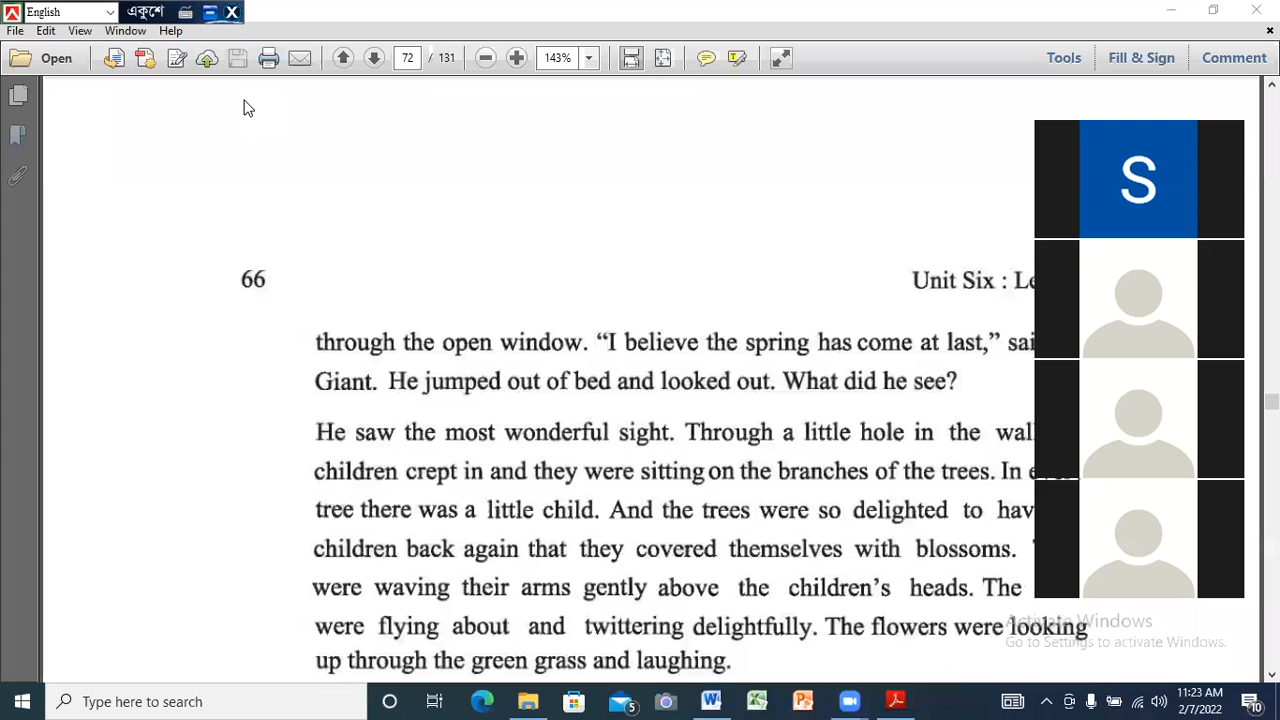 English একুশে
File Edit View Window Help
Open 72 / 131 143% Tools Fill & Sign Comment
S
66 Unit Six : Le
through the open window. “I believe the spring has come at last,” sai
Giant. He jumped out of bed and looked out. What did he see?
He saw the most wonderful sight. Through a little hole in the wal
children crept in and they were sitting on the branches of the trees. In
tree there was a little child. And the trees were so delighted to hav
children back again that they covered themselves with blossoms.
were waving their arms gently above the children’s heads. The
were flying about and twittering delightfully. The flowers were looking
up through the green grass and laughing.
Activate Windows
Go to Settings to activate Windows.
Type here to search 5 11:23 AM
2/7/2022 10